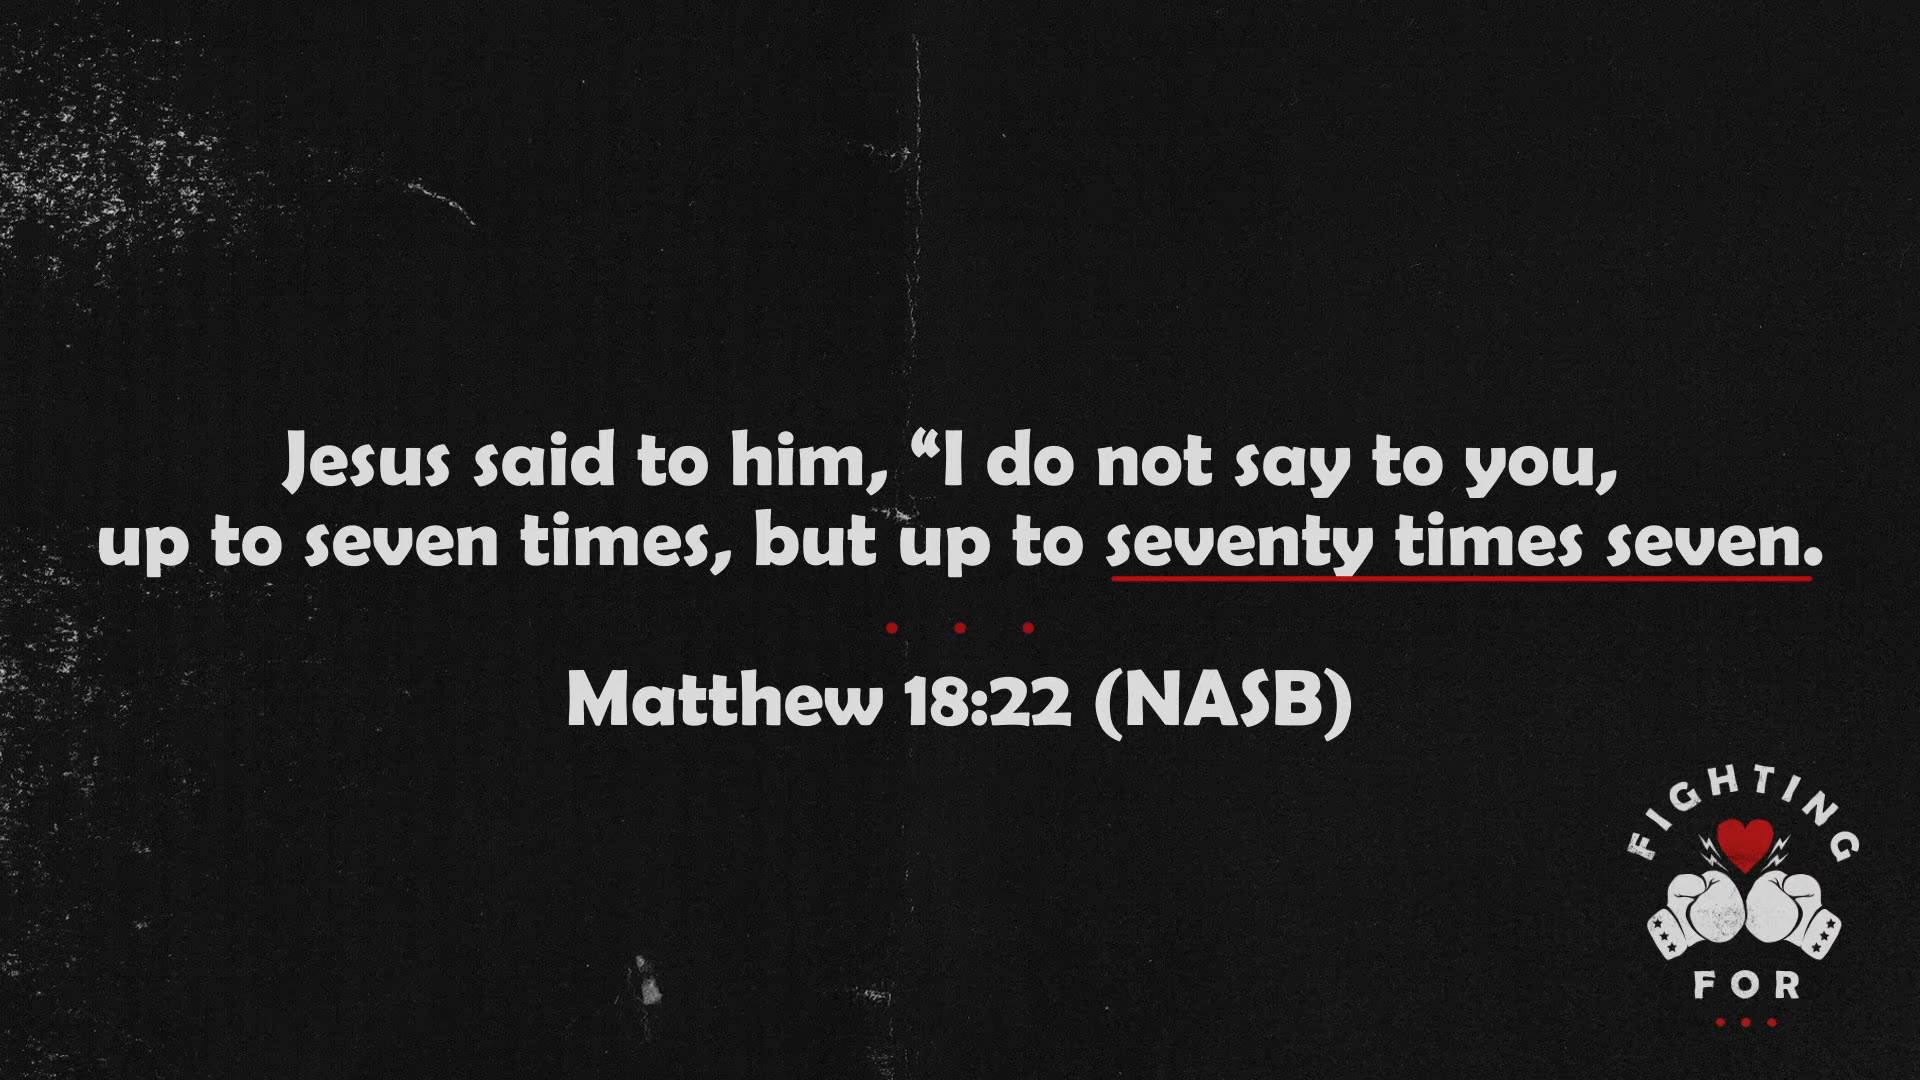 Jesus said to him, “I do not say to you,
up to seven times, but up to seventy times seven.
Matthew 18:22 (NASB)
FIGHTING
FOR